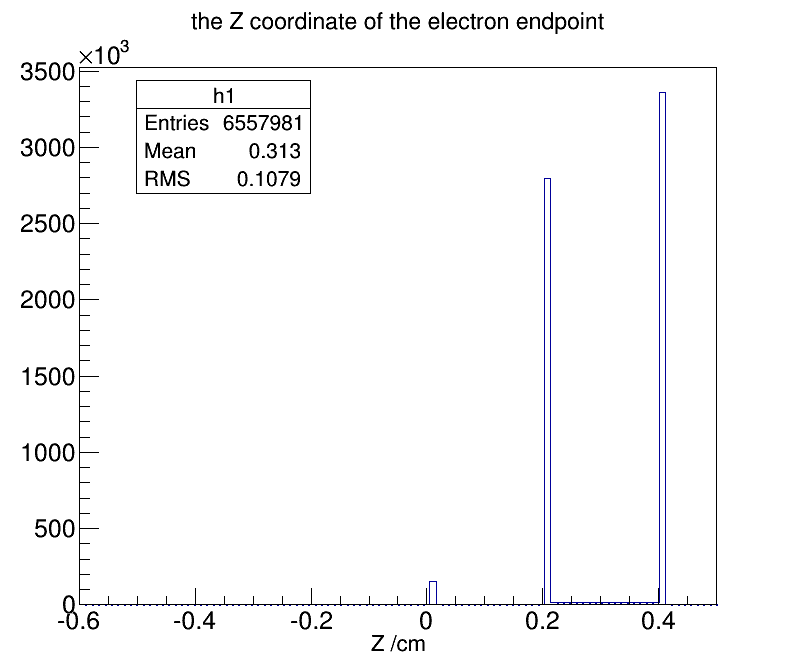 the Z coordinate of the electron endpoint
×10³
3500
3000
2500
2000
1500
1000
500
0
h1
Entries 6557981
Mean 0.313
RMS 0.1079
-0.6 -0.4 -0.2 0 0.2 0.4
Z /cm